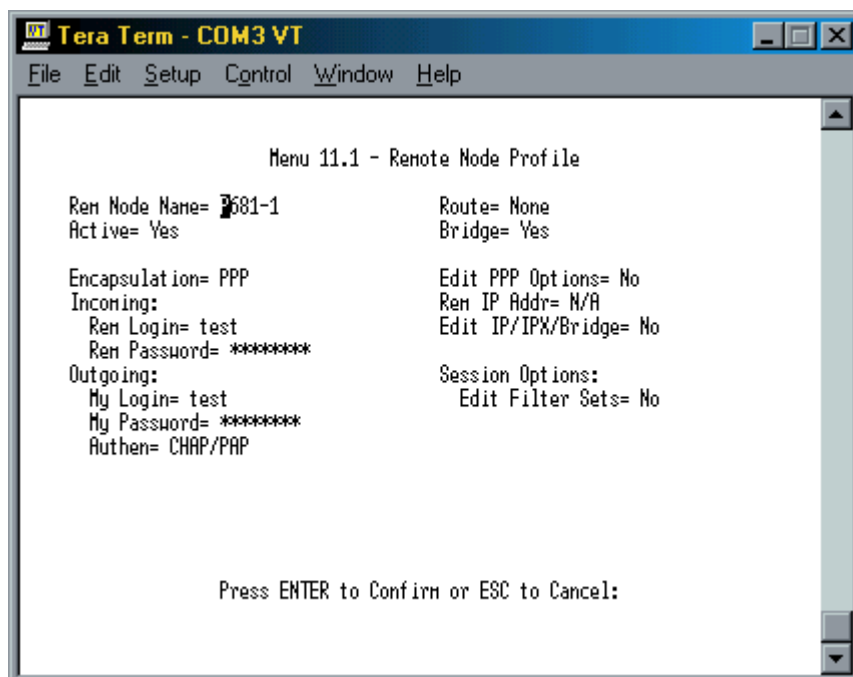 Tera Term - COM3 VT
File Edit Setup Control Window Help
Menu 11.1 - Remote Node Profile
Rem Node Name= P681-1 Route= None
Active= Yes Bridge= Yes
Encapsulation= PPP Edit PPP Options= No
Incoming: Rem IP Addr= N/A
Rem Login= test Edit IP/IPX/Bridge= No
Rem Password= ********
Outgoing: Session Options:
My Login= test Edit Filter Sets= No
My Password= ********
Authen= CHAP/PAP
Press ENTER to Confirm or ESC to Cancel: